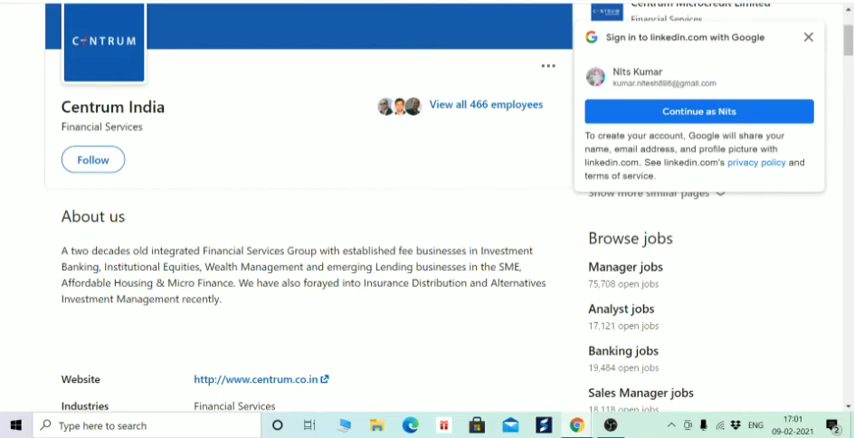 Centrum Microcredit Limited
CENTRUM
Financial Services
Sign in to linkedin.com with Google
CENTRUM
Nits Kumar
Centrum India
View all 466 employees
Continue as Nits
Financial Services
To create your account, Google will share your
name, email address, and profile picture with
linkedin.com. See linkedin.com's privacy policy and
terms of service.
Follow
Show more similar pages
About us
Browse jobs
A two decades old integrated Financial Services Group with established fee businesses in Investment
Banking, Institutional Equities, Wealth Management and emerging Lending businesses in the SME,
Affordable Housing & Micro Finance. We have also forayed into Insurance Distribution and Alternatives
Investment Management recently.
Manager jobs
75,708 open jobs
Analyst jobs
17,121 open jobs
Banking jobs
19,484 open jobs
Website
http://www.centrum.co.in
Sales Manager jobs
Industries
Financial Services
18,118 open jobs
Type here to search
ENG
17:01
09-02-2021
2